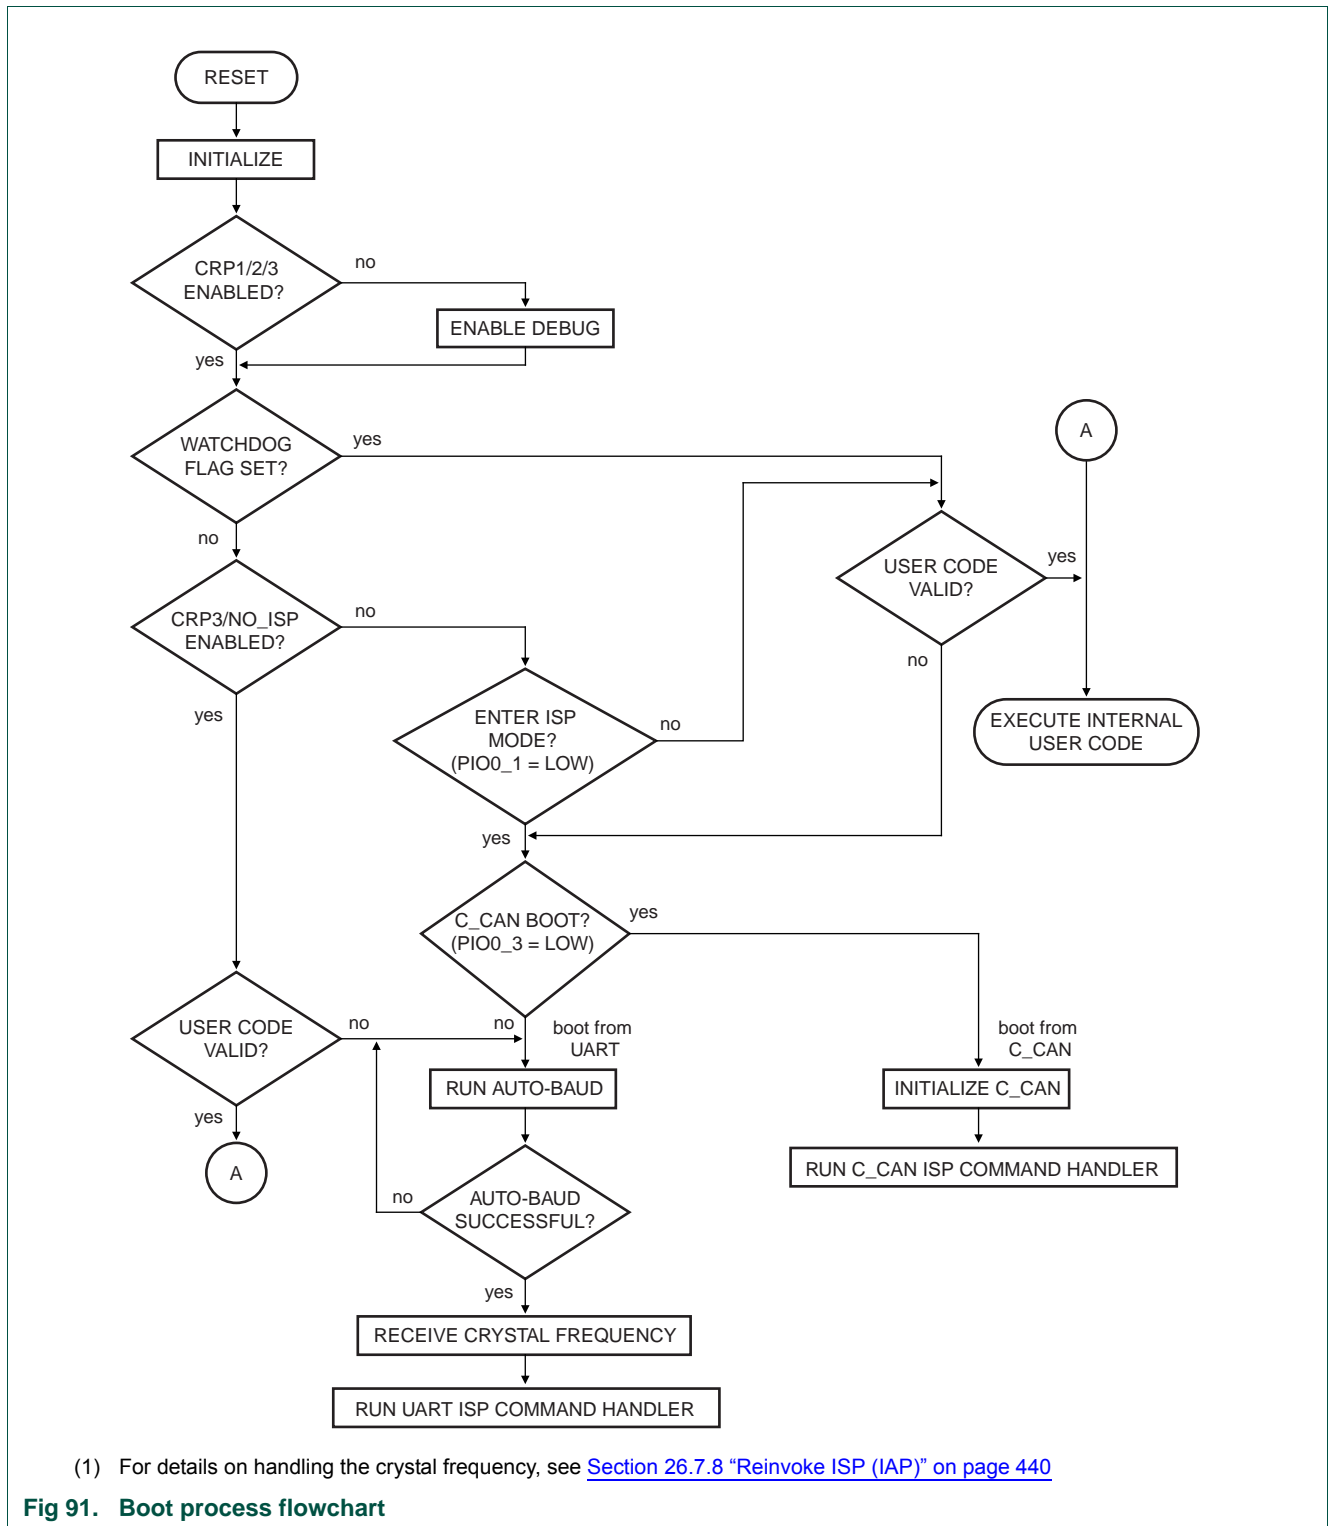 RESET
INITIALIZE
CRP1/2/3
ENABLED?
no
ENABLE DEBUG
yes
WATCHDOG
FLAG SET?
yes
A
no
USER CODE
VALID?
yes
no
CRP3/NO_ISP
ENABLED?
no
yes
ENTER ISP
MODE?
(PIO0_1 = LOW)
no
EXECUTE INTERNAL
USER CODE
yes
C_CAN BOOT?
(PIO0_3 = LOW)
yes
USER CODE
VALID?
no
no
boot from
UART
boot from
C_CAN
RUN AUTO-BAUD
INITIALIZE C_CAN
yes
A
RUN C_CAN ISP COMMAND HANDLER
no
AUTO-BAUD
SUCCESSFUL?
yes
RECEIVE CRYSTAL FREQUENCY
RUN UART ISP COMMAND HANDLER
(1) For details on handling the crystal frequency, see Section 26.7.8 “Reinvoke ISP (IAP)” on page 440
Fig 91. Boot process flowchart